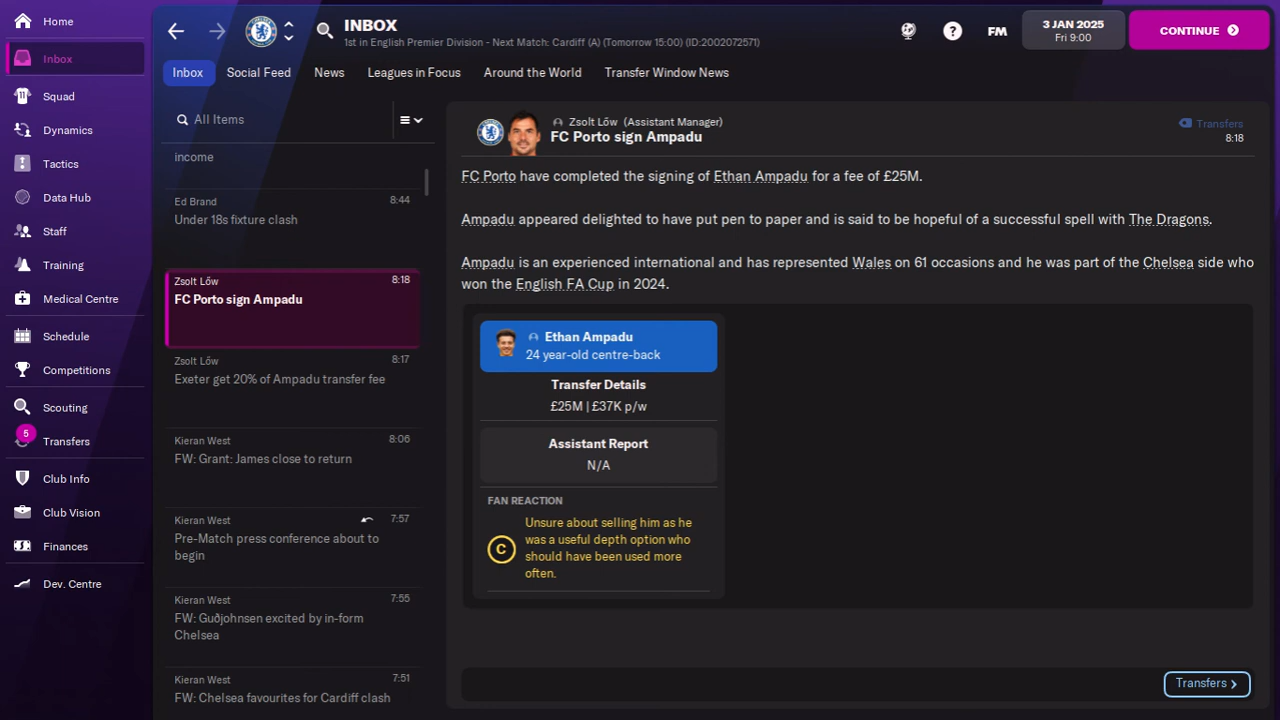 Home
Inbox
Squad
Dynamics
Tactics
Data Hub
Staff
Training
Medical Centre
Schedule
Competitions
Scouting
5
Transfers
Club Info
Club Vision
Finances
Dev. Centre
INBOX
1st in English Premier Division - Next Match: Cardiff (A) (Tomorrow 15:00) (ID:2002072571)
?
FM
3 JAN 2025
Fri 9:00
CONTINUE
Inbox
Social Feed
News
Leagues in Focus
Around the World
Transfer Window News
All Items
income
Ed Brand 8:44
Under 18s fixture clash
Zsolt Lőw 8:18
FC Porto sign Ampadu
Zsolt Lőw 8:17
Exeter get 20% of Ampadu transfer fee
Kieran West 8:06
FW: Grant: James close to return
Kieran West 7:57
Pre-Match press conference about to
begin
Kieran West 7:55
FW: Guðjohnsen excited by in-form
Chelsea
Kieran West 7:51
FW: Chelsea favourites for Cardiff clash
Zsolt Lőw (Assistant Manager)
FC Porto sign Ampadu
Transfers
8:18
FC Porto have completed the signing of Ethan Ampadu for a fee of £25M.
Ampadu appeared delighted to have put pen to paper and is said to be hopeful of a successful spell with The Dragons.
Ampadu is an experienced international and has represented Wales on 61 occasions and he was part of the Chelsea side who
won the English FA Cup in 2024.
Ethan Ampadu
24 year-old centre-back
Transfer Details
£25M | £37K p/w
Assistant Report
N/A
FAN REACTION
C
Unsure about selling him as he
was a useful depth option who
should have been used more
often.
Transfers